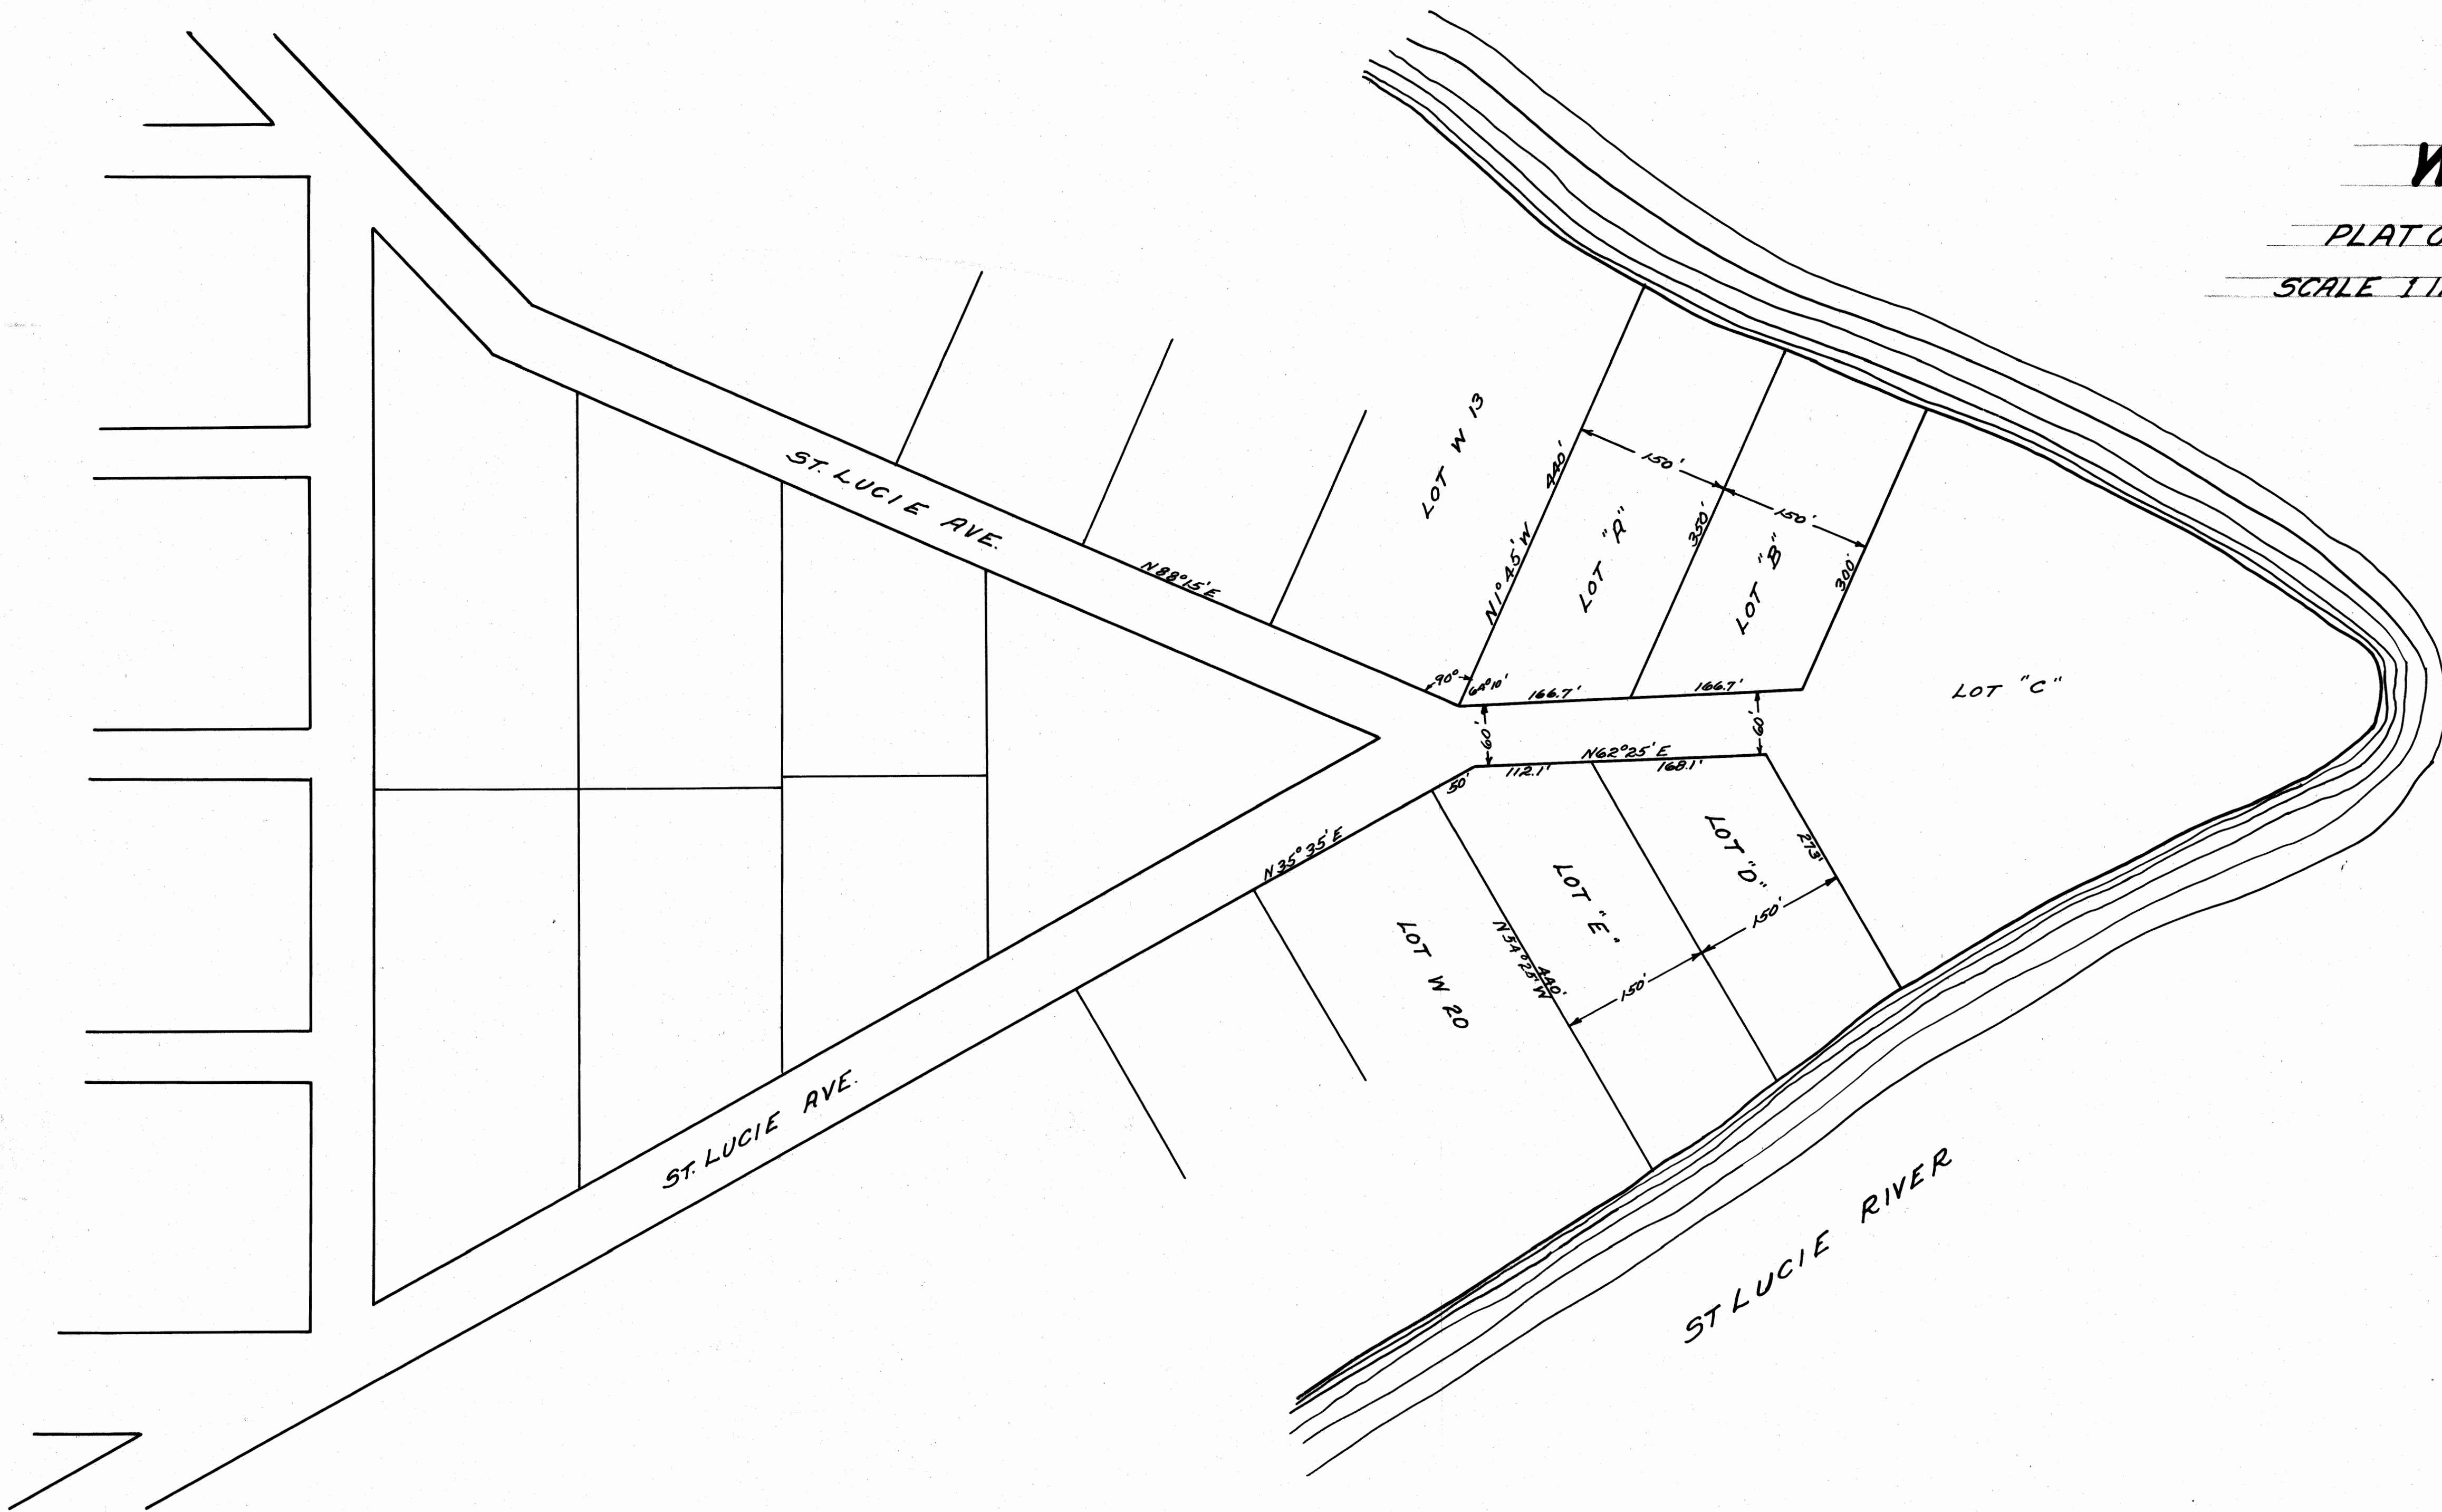 W
PLAT O
SCALE 1 I
ST. LUCIE AVE.
N88°15'E
LOT W 13
440'
N1°45'W
150'
LOT "A"
350'
150'
LOT "B"
300'
90°
64°10'
166.7'
166.7'
LOT "C"
60'
60'
N62°25'E
50'
112.1'
168.1'
N35°35'E
LOT "D"
273'
LOT "E"
150'
LOT W 20
N54°25'W
440'
150'
ST. LUCIE AVE.
ST LUCIE RIVER